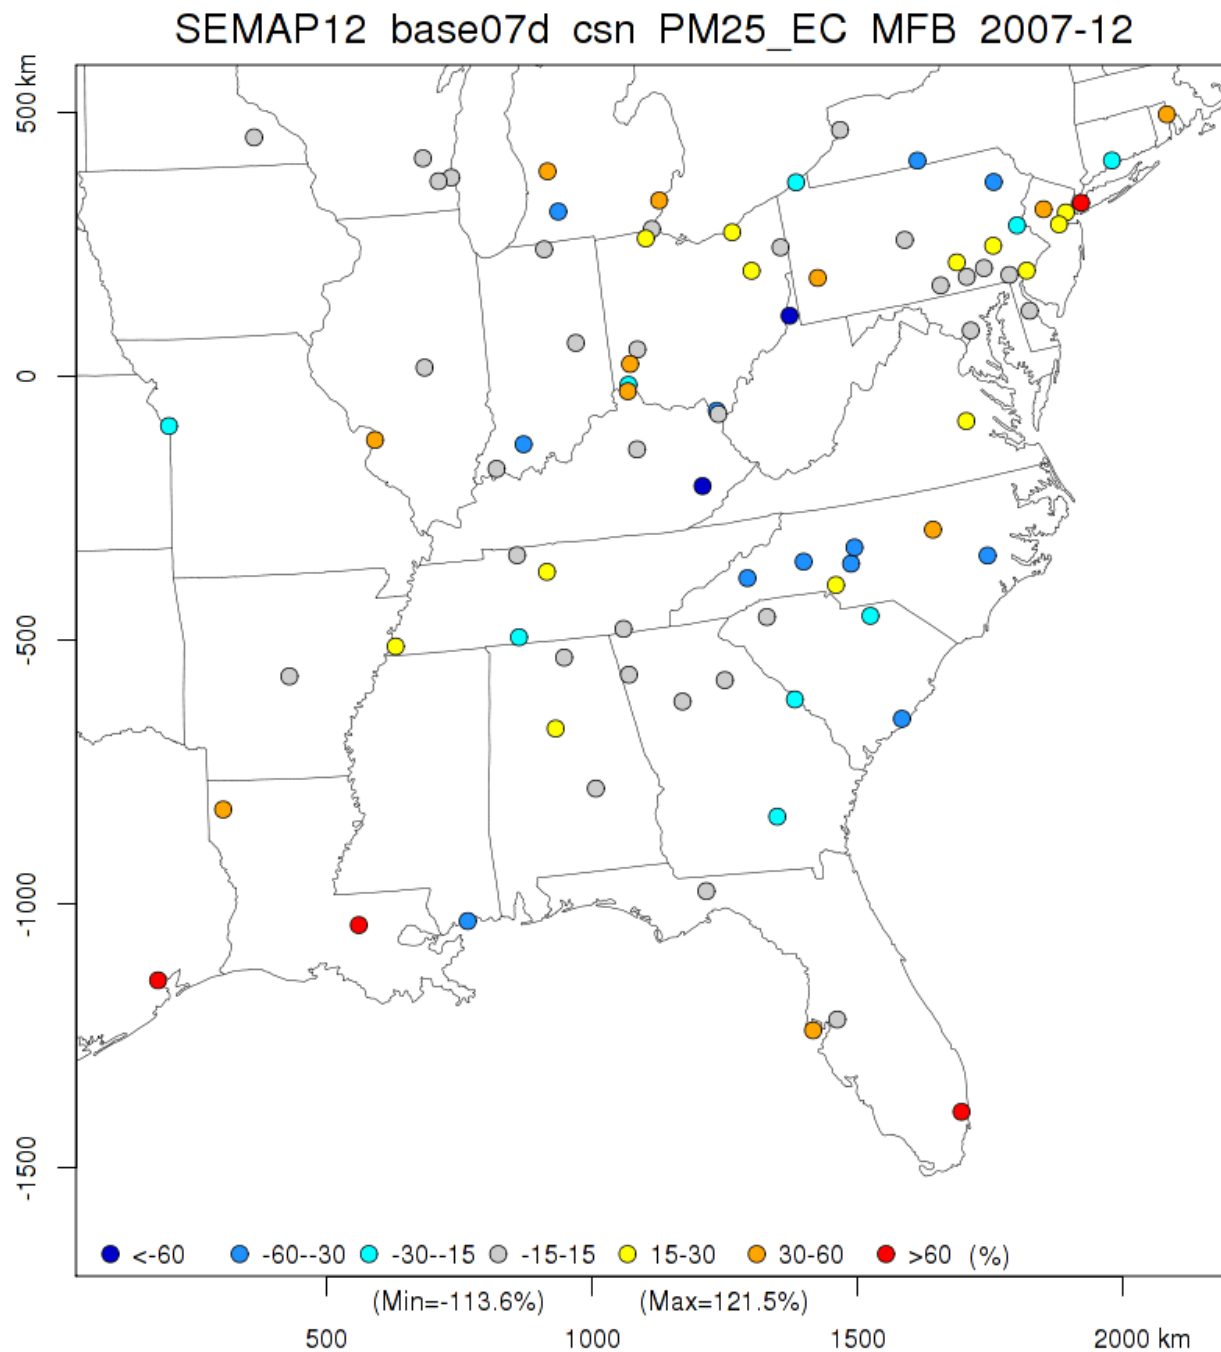 SEMAP12 base07d csn PM25_EC MFB 2007-12
500 km
0
-500
-1000
-1500
<-60 -60--30 -30--15 -15-15 15-30 30-60 >60 (%)
(Min=-113.6%) (Max=121.5%)
500 1000 1500 2000 km